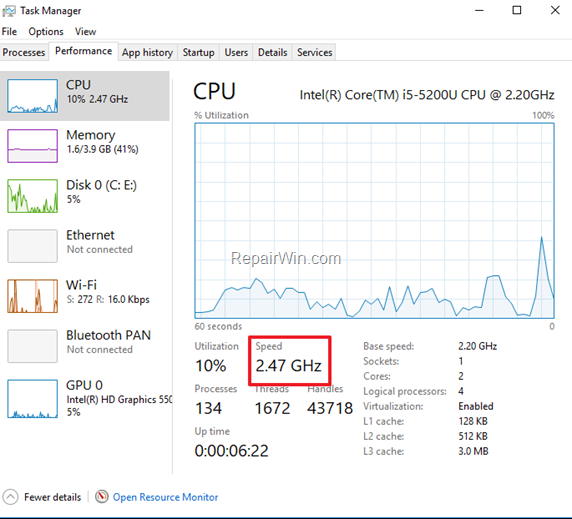 Task Manager
File Options View
Processes Performance App history Startup Users Details Services
CPU
10% 2.47 GHz
Memory
1.6/3.9 GB (41%)
Disk 0 (C: E:)
5%
Ethernet
Not connected
Wi-Fi
S: 272 R: 16.0 Kbps
Bluetooth PAN
Not connected
GPU 0
Intel(R) HD Graphics 550
5%
CPU Intel(R) Core(TM) i5-5200U CPU @ 2.20GHz
% Utilization 100%
RepairWin.com
60 seconds 0
Utilization Speed
10% 2.47 GHz
Processes Threads Handles
134 1672 43718
Up time
0:00:06:22
Base speed: 2.20 GHz
Sockets: 1
Cores: 2
Logical processors: 4
Virtualization: Enabled
L1 cache: 128 KB
L2 cache: 512 KB
L3 cache: 3.0 MB
Fewer details Open Resource Monitor